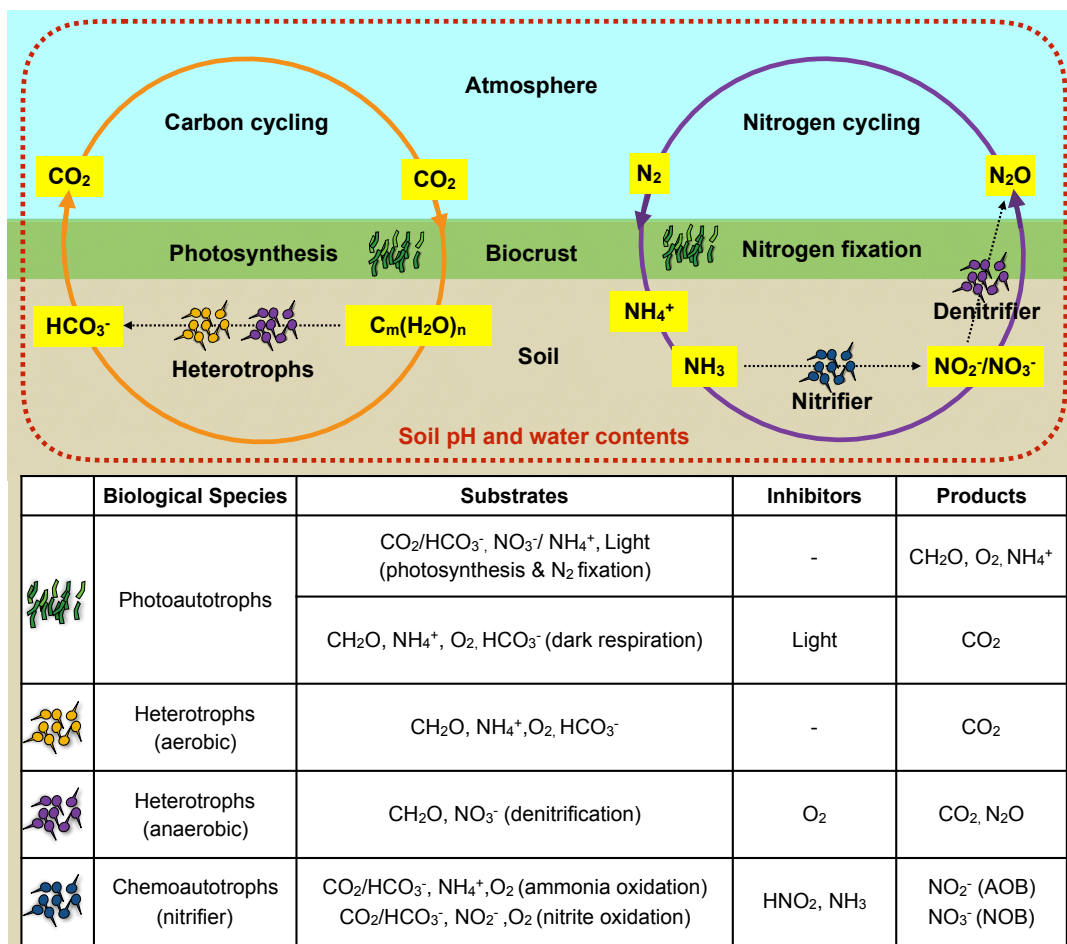 Atmosphere
Carbon cycling
Nitrogen cycling
CO₂
CO₂
N₂
N₂O
Photosynthesis
Biocrust
Nitrogen fixation
HCO₃⁻
Cₘ(H₂O)ₙ
Heterotrophs
Soil
NH₄⁺
NH₃
Nitrifier
Denitrifier
NO₂⁻/NO₃⁻
Soil pH and water contents
Biological Species Substrates Inhibitors Products
Photoautotrophs
CO₂/HCO₃⁻, NO₃⁻/ NH₄⁺, Light
(photosynthesis & N₂ fixation)
-
CH₂O, O₂, NH₄⁺
CH₂O, NH₄⁺, O₂, HCO₃⁻ (dark respiration)
Light
CO₂
Heterotrophs
(aerobic)
CH₂O, NH₄⁺,O₂, HCO₃⁻
-
CO₂
Heterotrophs
(anaerobic)
CH₂O, NO₃⁻ (denitrification)
O₂
CO₂, N₂O
Chemoautotrophs
(nitrifier)
CO₂/HCO₃⁻, NH₄⁺,O₂ (ammonia oxidation)
CO₂/HCO₃⁻, NO₂⁻ ,O₂ (nitrite oxidation)
HNO₂, NH₃
NO₂⁻ (AOB)
NO₃⁻ (NOB)